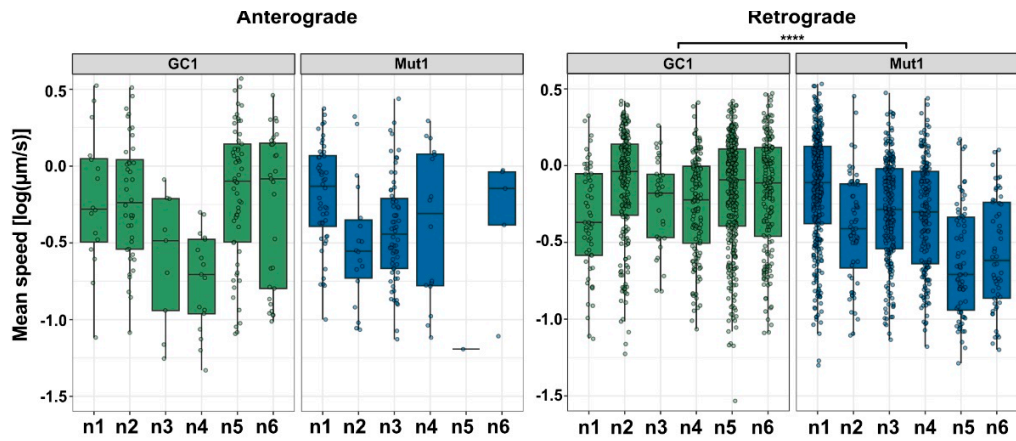 Anterograde
Retrograde
****
GC1
Mut1
GC1
Mut1
Mean speed [log(um/s)]
0.5
0.0
-0.5
-1.0
-1.5
0.5
0.0
-0.5
-1.0
-1.5
n1 n2 n3 n4 n5 n6
n1 n2 n3 n4 n5 n6
n1 n2 n3 n4 n5 n6
n1 n2 n3 n4 n5 n6